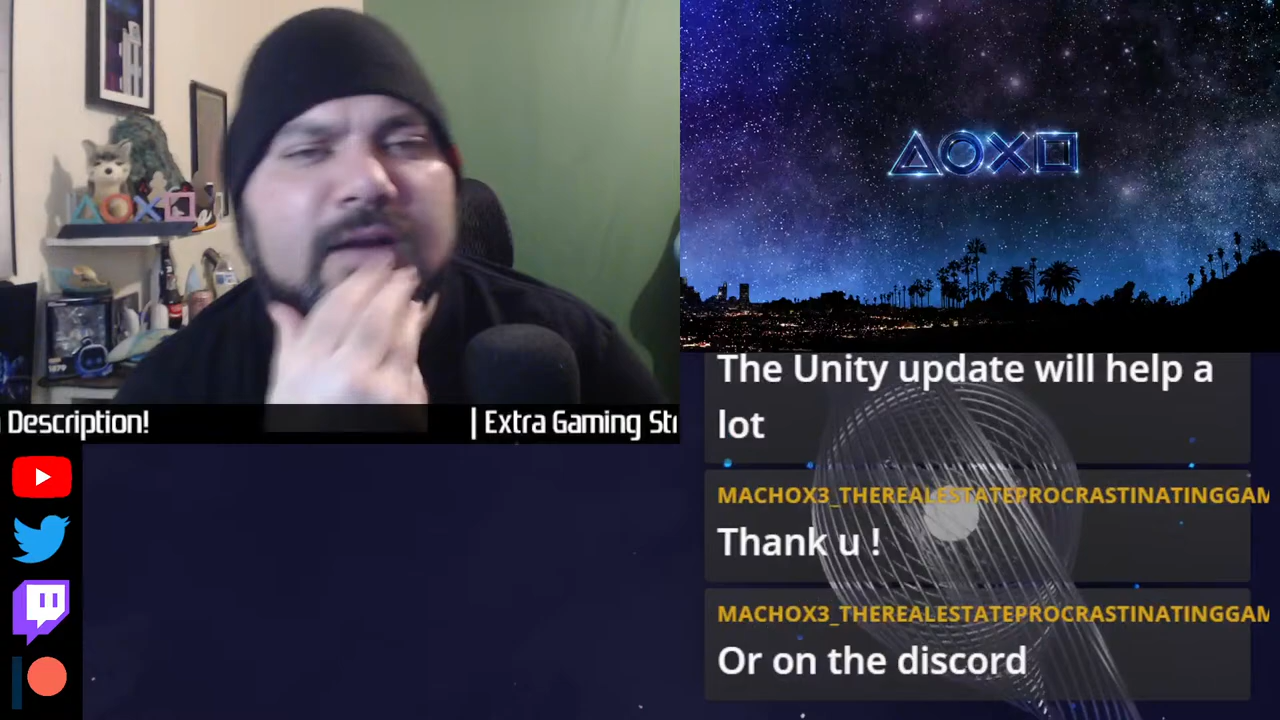 Description!
| Extra Gaming St
The Unity update will help a
lot
MACHOX3_THEREALESTATEPROCRASTINATINGGAM
Thank u !
MACHOX3_THEREALESTATEPROCRASTINATINGGAM
Or on the discord